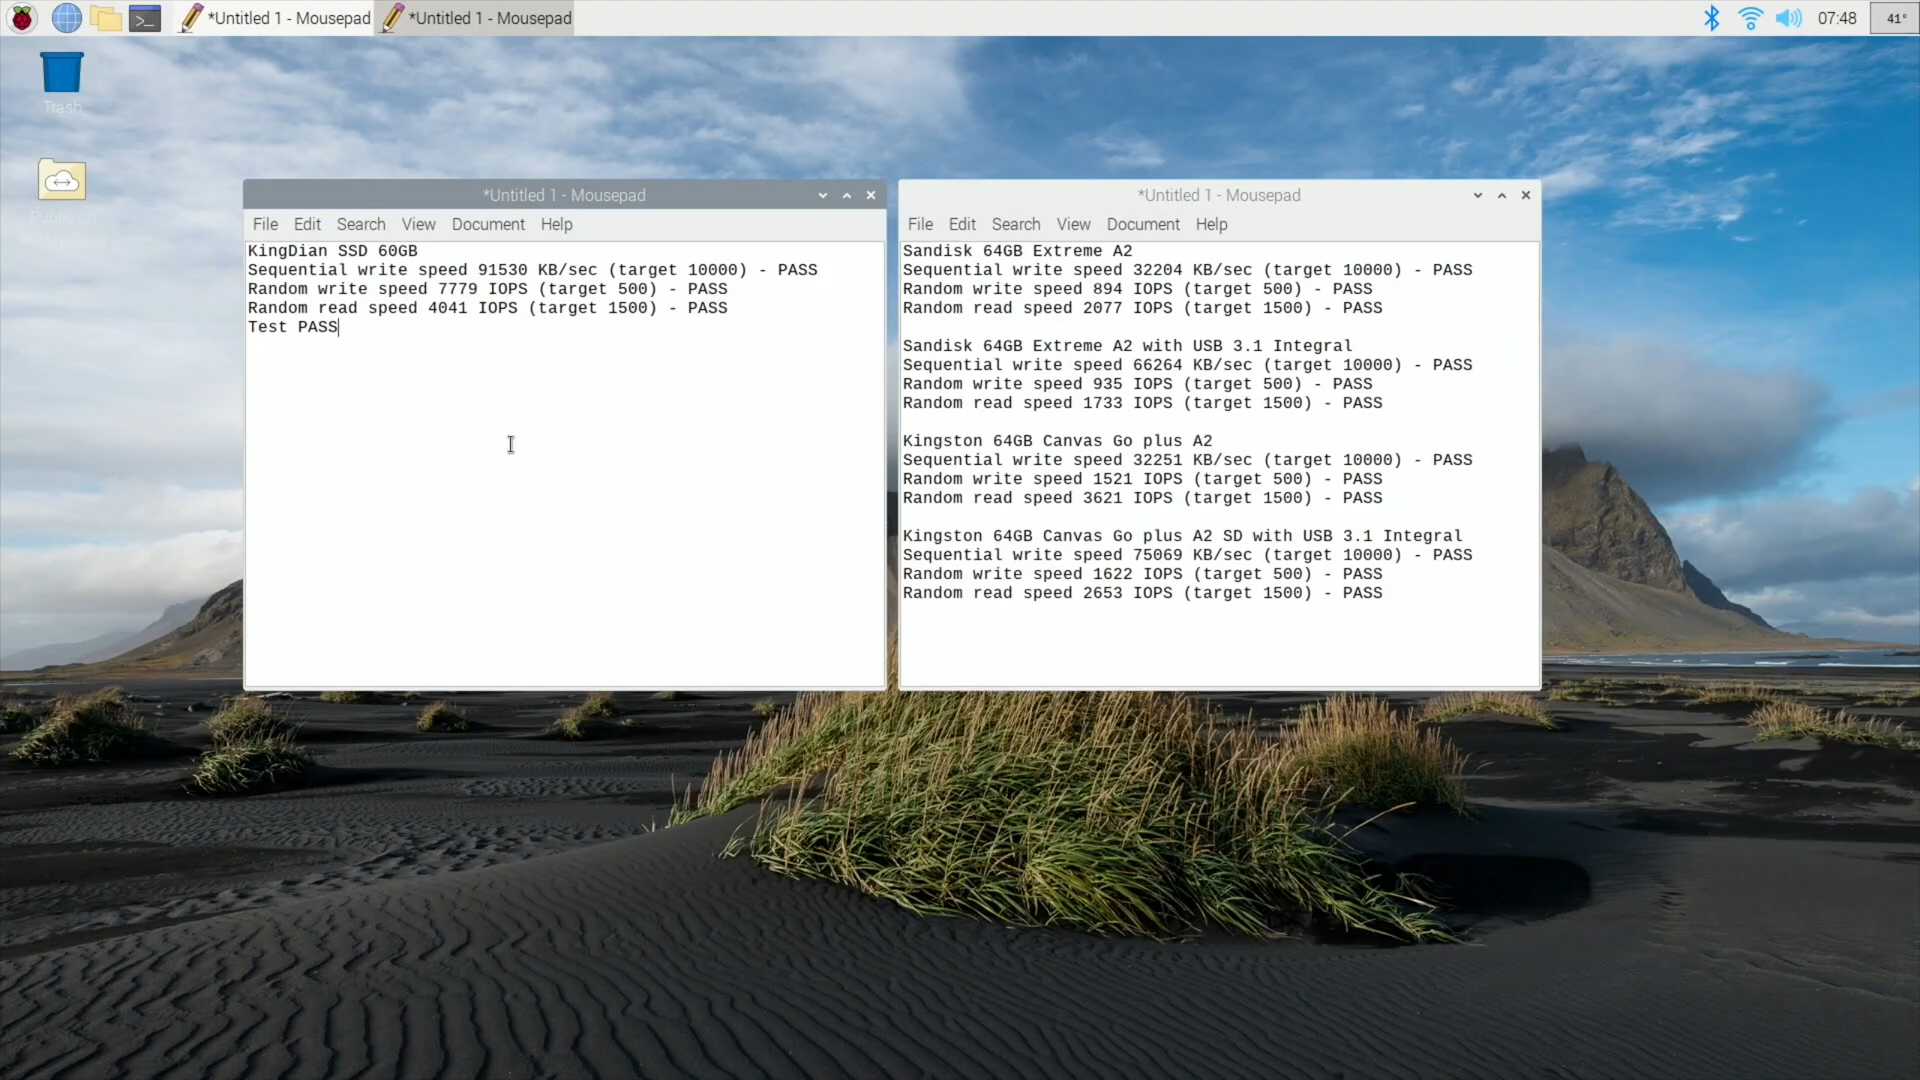 *Untitled 1 - Mousepad
*Untitled 1 - Mousepad
07:48
41°
Trash
*Untitled 1 - Mousepad
File Edit Search View Document Help
KingDian SSD 60GB
Sequential write speed 91530 KB/sec (target 10000) - PASS
Random write speed 7779 IOPS (target 500) - PASS
Random read speed 4041 IOPS (target 1500) - PASS
Test PASS
*Untitled 1 - Mousepad
File Edit Search View Document Help
Sandisk 64GB Extreme A2
Sequential write speed 32204 KB/sec (target 10000) - PASS
Random write speed 894 IOPS (target 500) - PASS
Random read speed 2077 IOPS (target 1500) - PASS
Sandisk 64GB Extreme A2 with USB 3.1 Integral
Sequential write speed 66264 KB/sec (target 10000) - PASS
Random write speed 935 IOPS (target 500) - PASS
Random read speed 1733 IOPS (target 1500) - PASS
Kingston 64GB Canvas Go plus A2
Sequential write speed 32251 KB/sec (target 10000) - PASS
Random write speed 1521 IOPS (target 500) - PASS
Random read speed 3621 IOPS (target 1500) - PASS
Kingston 64GB Canvas Go plus A2 SD with USB 3.1 Integral
Sequential write speed 75069 KB/sec (target 10000) - PASS
Random write speed 1622 IOPS (target 500) - PASS
Random read speed 2653 IOPS (target 1500) - PASS